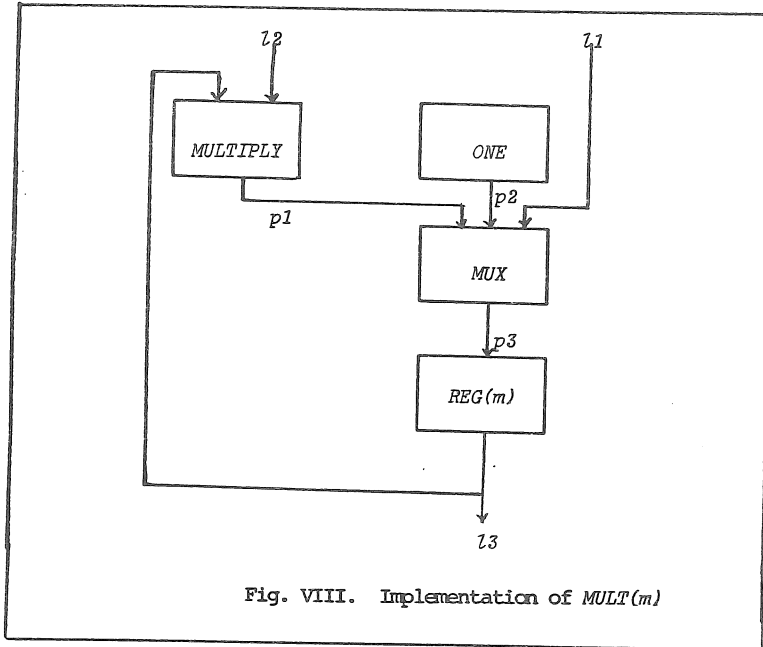 l2 l1
MULTIPLY ONE
p1 p2
MUX
p3
REG(m)
l3
Fig. VIII. Implementation of MULT(m)